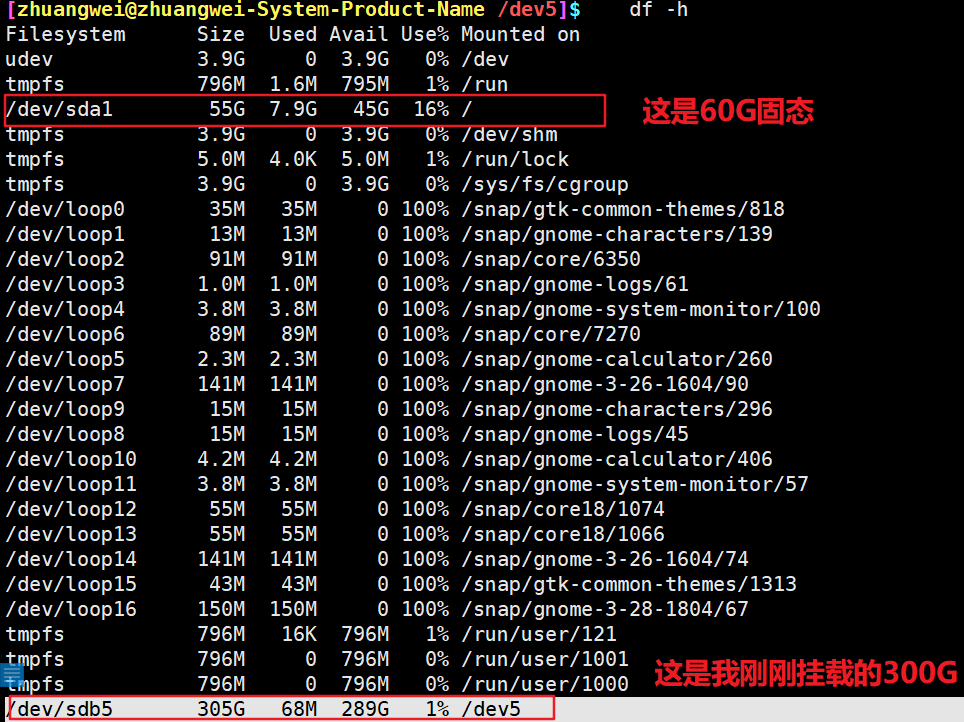 [zhuangwei@zhuangwei-System-Product-Name /dev5]$ df -h
Filesystem Size Used Avail Use% Mounted on
udev 3.9G 0 3.9G 0% /dev
tmpfs 796M 1.6M 795M 1% /run
/dev/sda1 55G 7.9G 45G 16% / 这是60G固态
tmpfs 3.9G 0 3.9G 0% /dev/shm
tmpfs 5.0M 4.0K 5.0M 1% /run/lock
tmpfs 3.9G 0 3.9G 0% /sys/fs/cgroup
/dev/loop0 35M 35M 0 100% /snap/gtk-common-themes/818
/dev/loop1 13M 13M 0 100% /snap/gnome-characters/139
/dev/loop2 91M 91M 0 100% /snap/core/6350
/dev/loop3 1.0M 1.0M 0 100% /snap/gnome-logs/61
/dev/loop4 3.8M 3.8M 0 100% /snap/gnome-system-monitor/100
/dev/loop6 89M 89M 0 100% /snap/core/7270
/dev/loop5 2.3M 2.3M 0 100% /snap/gnome-calculator/260
/dev/loop7 141M 141M 0 100% /snap/gnome-3-26-1604/90
/dev/loop9 15M 15M 0 100% /snap/gnome-characters/296
/dev/loop8 15M 15M 0 100% /snap/gnome-logs/45
/dev/loop10 4.2M 4.2M 0 100% /snap/gnome-calculator/406
/dev/loop11 3.8M 3.8M 0 100% /snap/gnome-system-monitor/57
/dev/loop12 55M 55M 0 100% /snap/core18/1074
/dev/loop13 55M 55M 0 100% /snap/core18/1066
/dev/loop14 141M 141M 0 100% /snap/gnome-3-26-1604/74
/dev/loop15 43M 43M 0 100% /snap/gtk-common-themes/1313
/dev/loop16 150M 150M 0 100% /snap/gnome-3-28-1804/67
tmpfs 796M 16K 796M 1% /run/user/121
tmpfs 796M 0 796M 0% /run/user/1001 这是我刚刚挂载的300G
tmpfs 796M 0 796M 0% /run/user/1000
/dev/sdb5 305G 68M 289G 1% /dev5